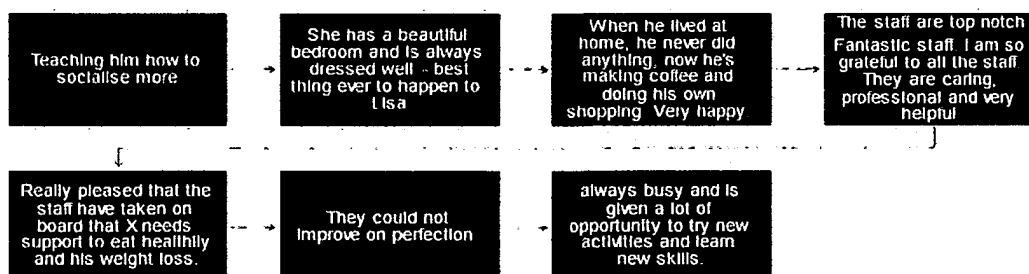 Teaching him how to
socialise more
She has a beautiful
bedroom and is always
dressed well - best
thing ever to happen to
Lisa
When he lived at
home, he never did
anything, now he's
making coffee and
doing his own
shopping. Very happy.
The staff are top notch
Fantastic staff. I am so
grateful to all the staff.
They are caring,
professional and very
helpful
Really pleased that the
staff have taken on
board that X needs
support to eat healthily
and his weight loss.
They could not
improve on perfection
always busy and is
given a lot of
opportunity to try new
activities and learn
new skills.